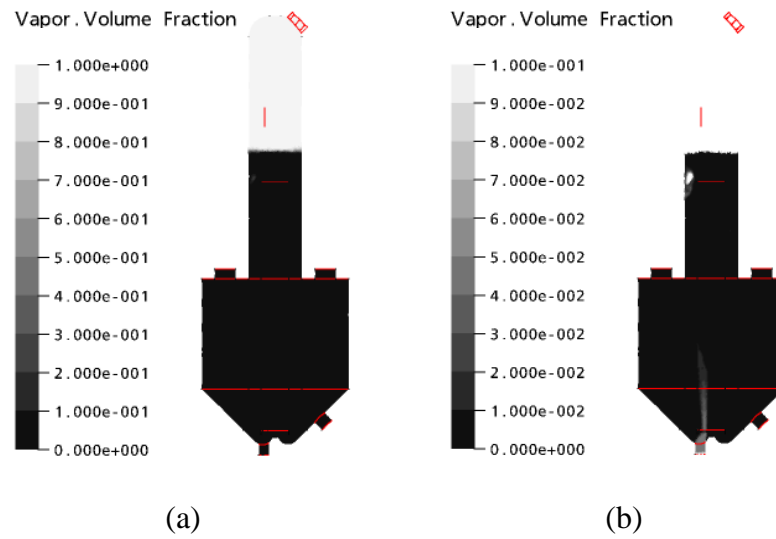 Vapor.Volume Fraction
1.000e+000
9.000e-001
8.000e-001
7.000e-001
6.000e-001
5.000e-001
4.000e-001
3.000e-001
2.000e-001
1.000e-001
0.000e+000
(a)
Vapor.Volume Fraction
1.000e-001
9.000e-002
8.000e-002
7.000e-002
6.000e-002
5.000e-002
4.000e-002
3.000e-002
2.000e-002
1.000e-002
0.000e+000
(b)